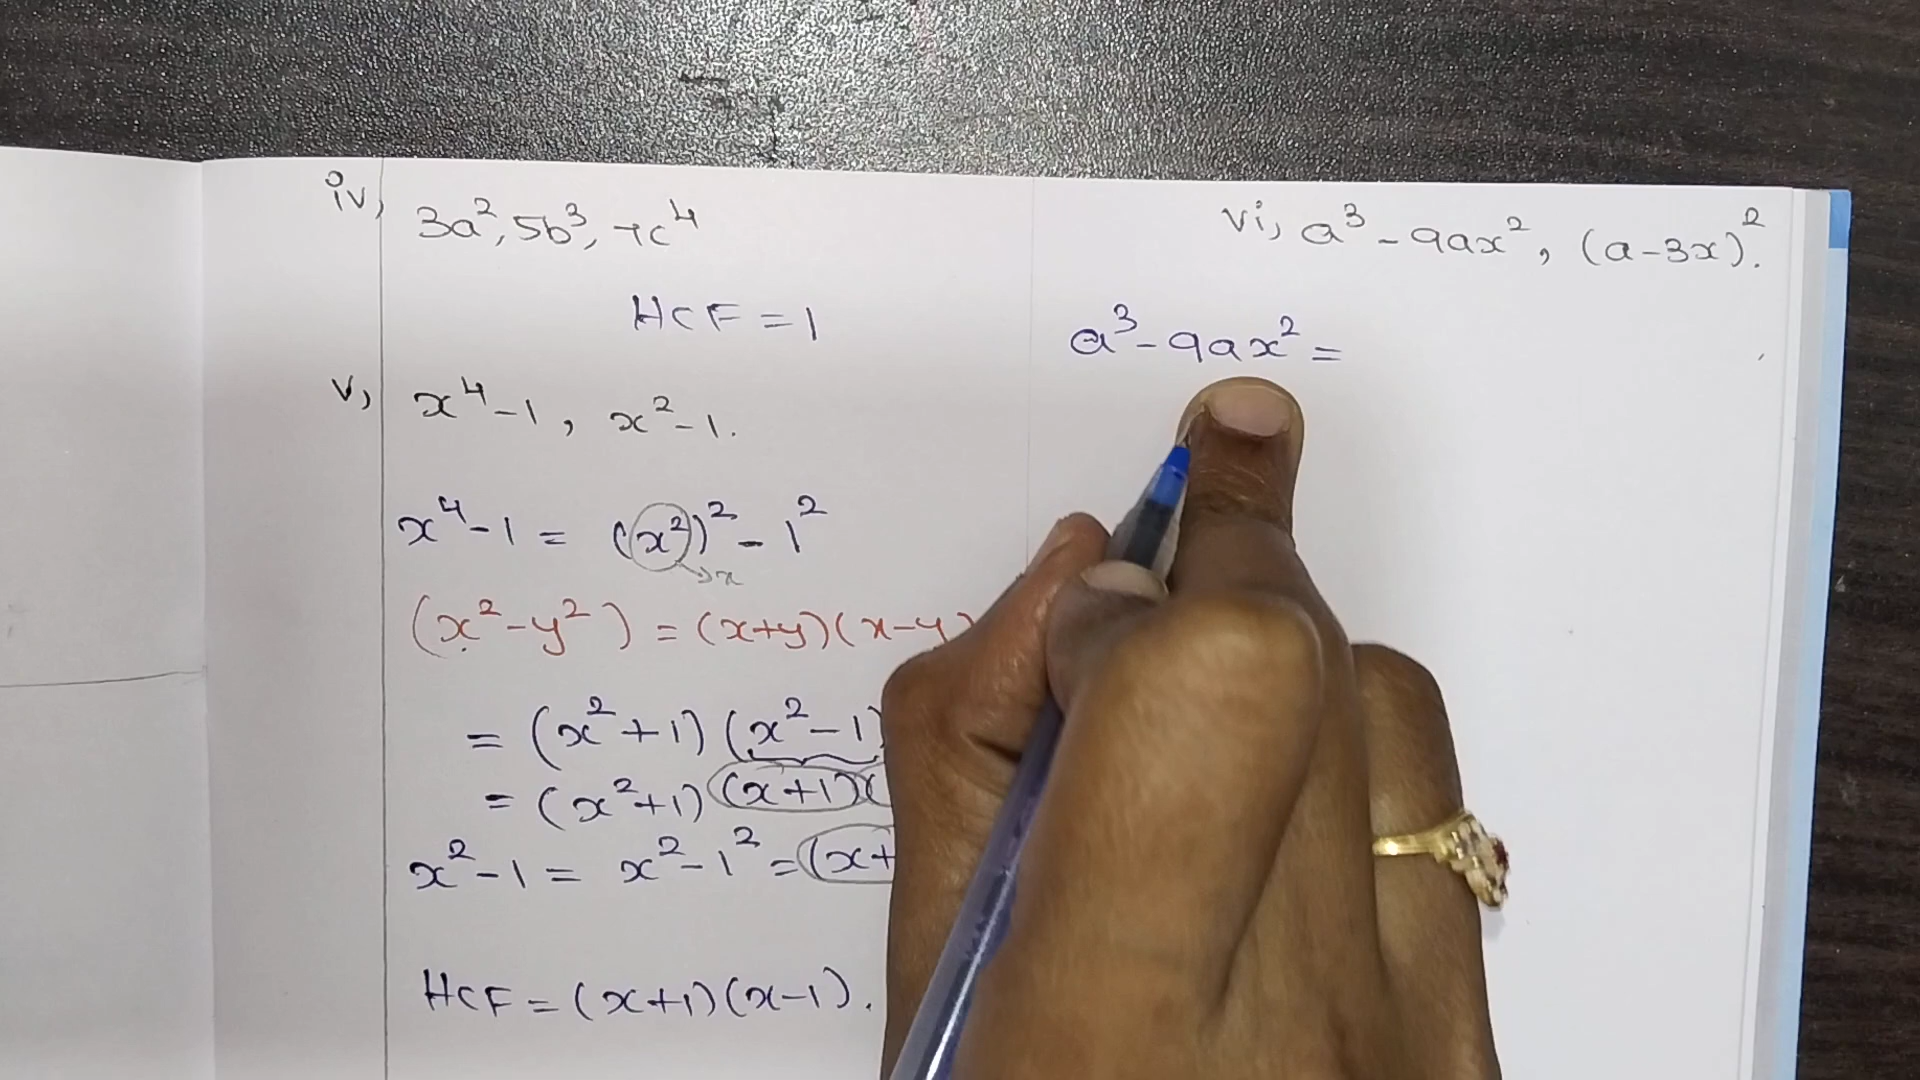 iv, 3a², 5b³, 7c⁴
HCF = 1
v, x⁴ - 1, x² - 1.
x⁴ - 1 = (x²)² - 1²
→x
(x² - y²) = (x+y)(x-y)
= (x² + 1)(x² - 1)
= (x² + 1)(x+1)(
x² - 1 = x² - 1² = (x+
HCF = (x+1)(x-1).
vi, a³ - 9ax², (a-3x)².
a³ - 9ax² =